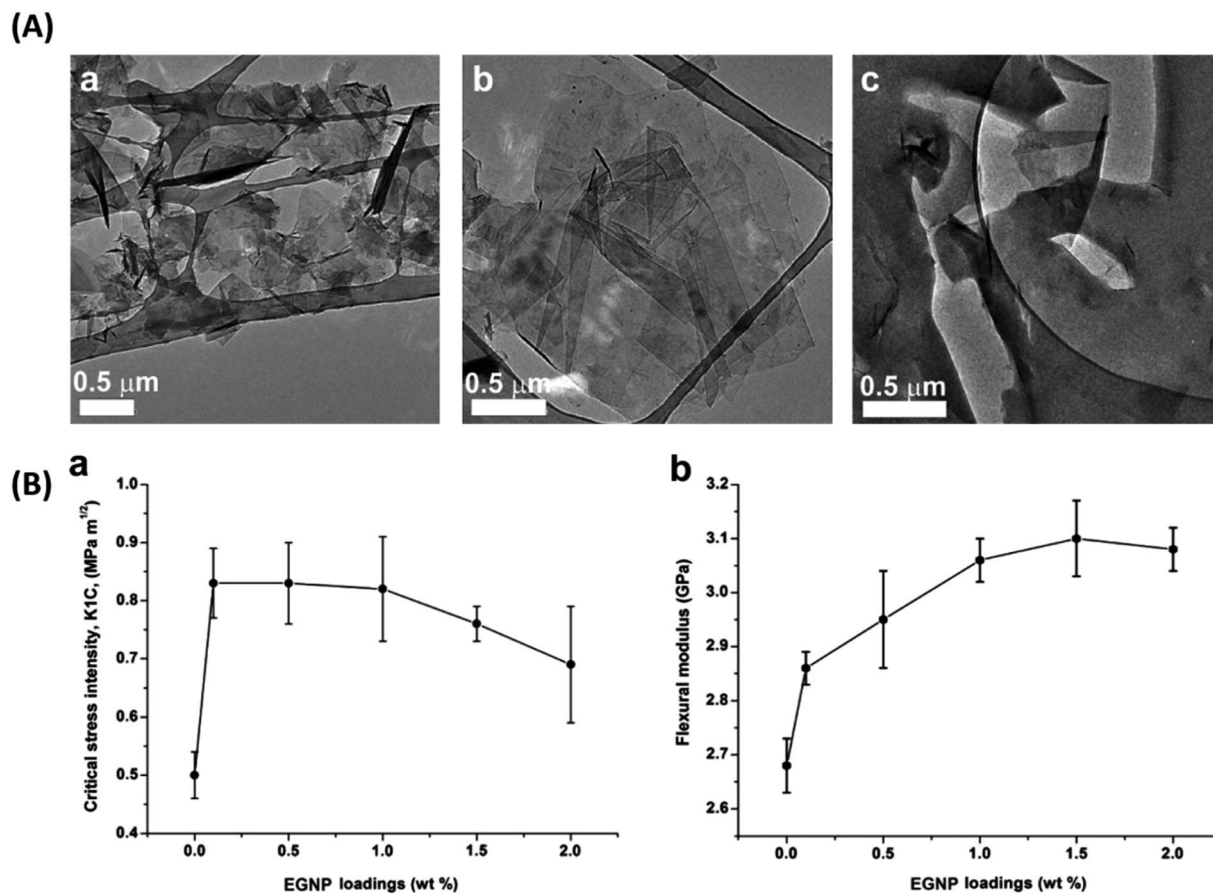 (A)
a
b
c
0.5 μm
0.5 μm
0.5 μm
(B)
a
Critical stress intensity, K1C, (MPa m^1/2)
1.0
0.9
0.8
0.7
0.6
0.5
0.4
0.0 0.5 1.0 1.5 2.0
EGNP loadings (wt %)
b
Flexural modulus (GPa)
3.2
3.1
3.0
2.9
2.8
2.7
2.6
0.0 0.5 1.0 1.5 2.0
EGNP loadings (wt %)